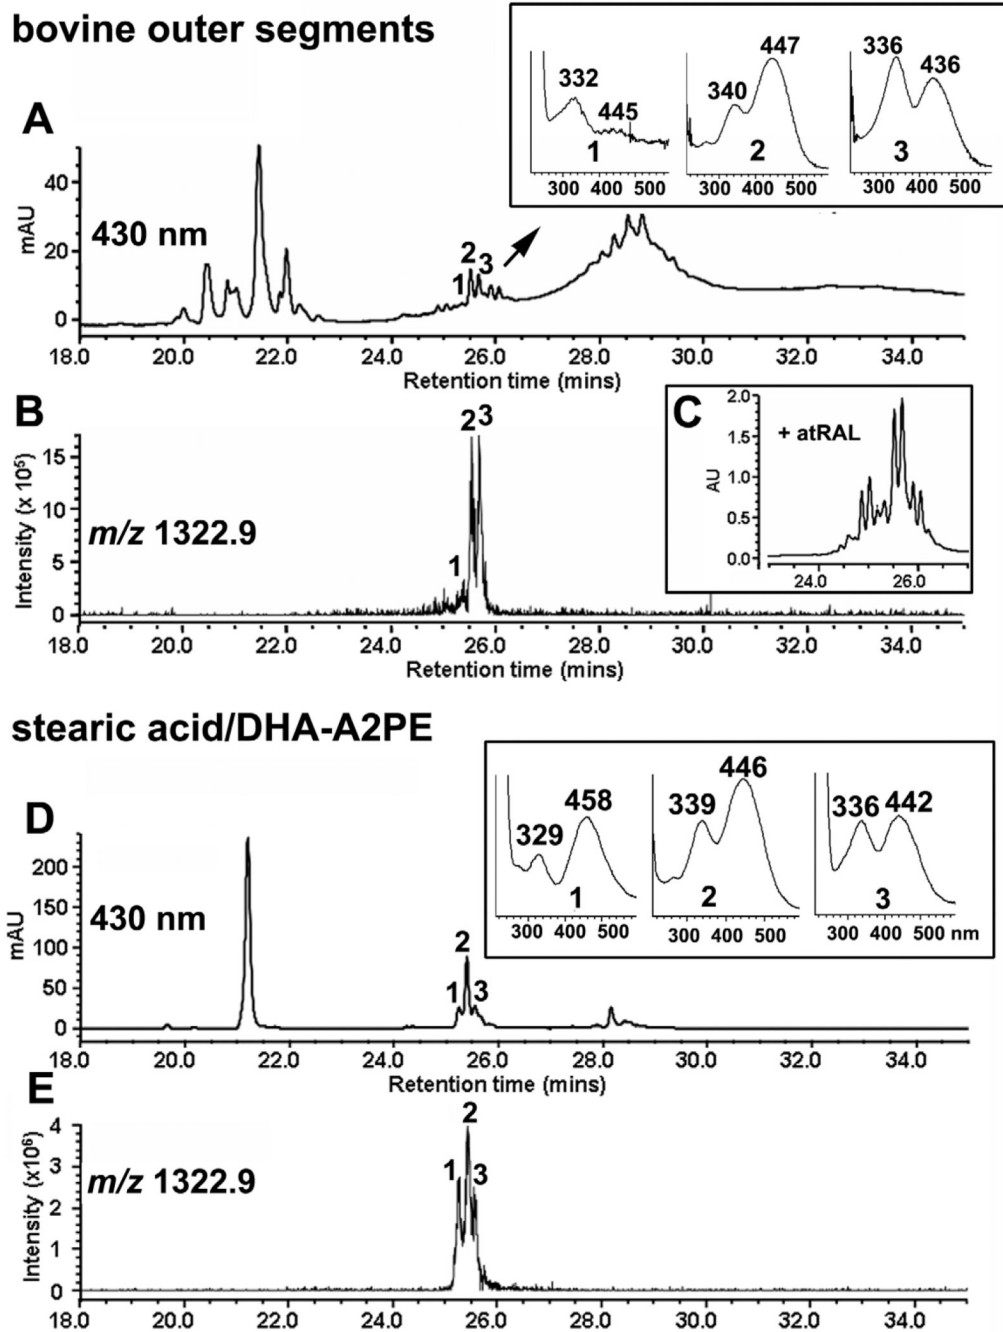 bovine outer segments
332
445
1
300 400 500
340
447
2
300 400 500
336
436
3
300 400 500
A
mAU
40
20
0
430 nm
1
2
3
18.0 20.0 22.0 24.0 26.0 28.0 30.0 32.0 34.0
Retention time (mins)
B
Intensity (x 10⁵)
15
10
5
0
m/z 1322.9
1
2
3
18.0 20.0 22.0 24.0 26.0 28.0 30.0 32.0 34.0
Retention time (mins)
C
+ atRAL
AU
2.0
1.5
1.0
0.5
0.0
24.0 26.0
stearic acid/DHA-A2PE
329
458
1
300 400 500
339
446
2
300 400 500
336
442
3
300 400 500 nm
D
mAU
200
150
100
50
0
430 nm
1
2
3
18.0 20.0 22.0 24.0 26.0 28.0 30.0 32.0 34.0
Retention time (mins)
E
Intensity (x10⁶)
4
3
2
1
0
m/z 1322.9
1
2
3
18.0 20.0 22.0 24.0 26.0 28.0 30.0 32.0 34.0